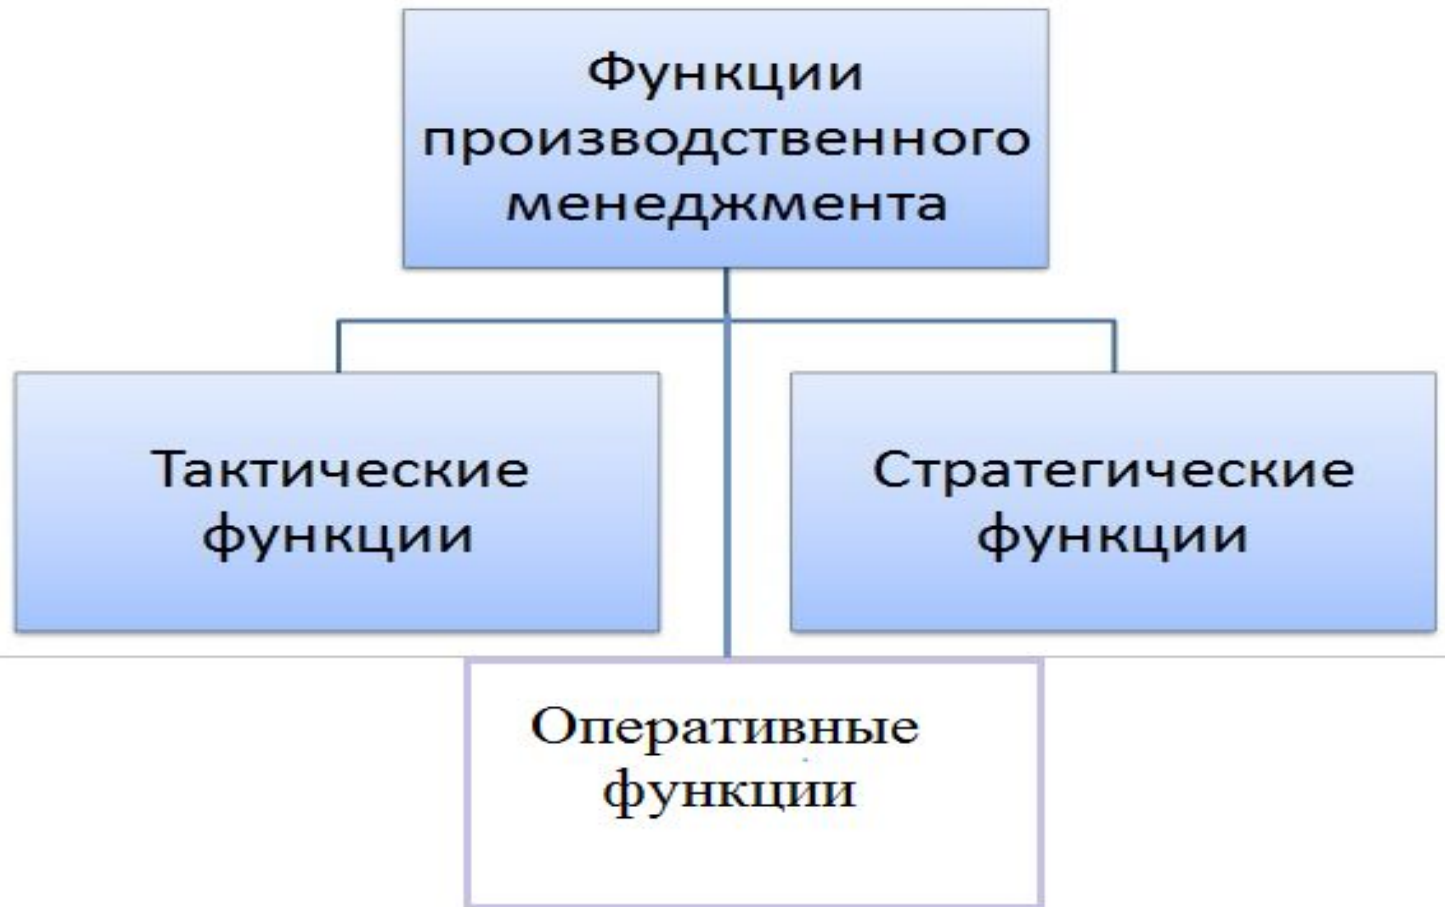 Функции
производственного
менеджмента
Тактические
функции
Стратегические
функции
Оперативные
функции